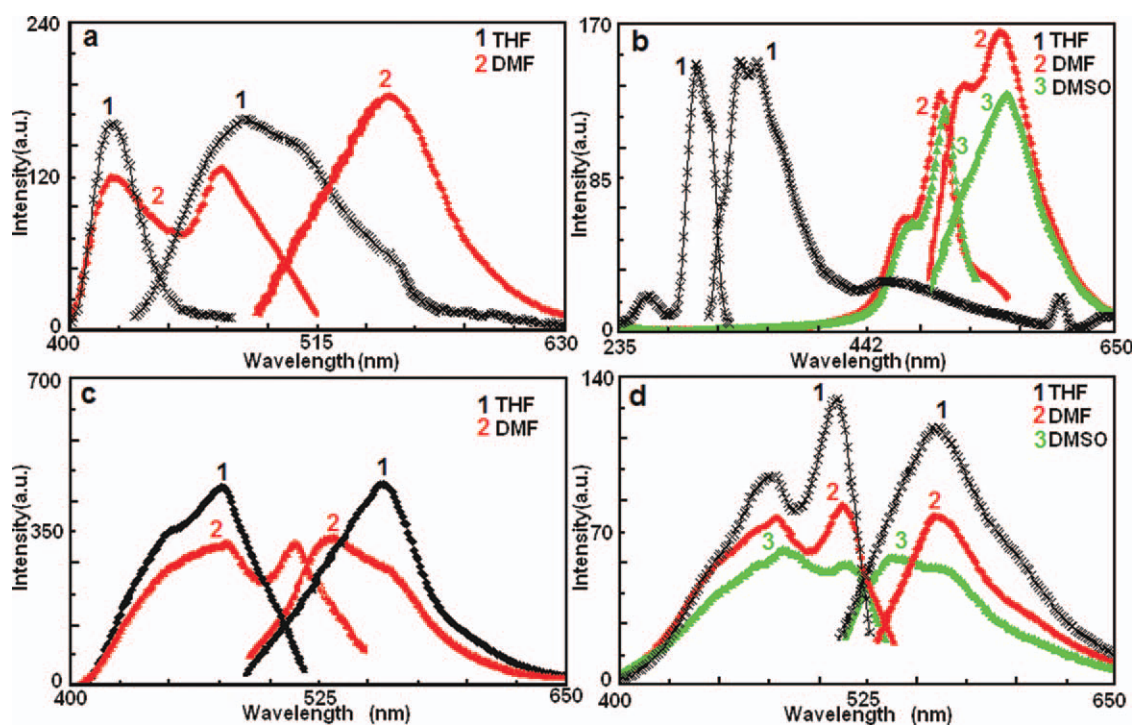 a
1 THF
2 DMF
240
120
0
Intensity(a.u.)
1
1
2
2
400
515
630
Wavelength (nm)
b
1 THF
2 DMF
3 DMSO
170
85
0
Intensity(a.u.)
1
1
2
2
3
3
235
442
650
Wavelength (nm)
c
1 THF
2 DMF
700
350
0
Intensity(a.u.)
1
1
2
2
400
525
650
Wavelength (nm)
d
1 THF
2 DMF
3 DMSO
140
70
0
Intensity(a.u.)
1
1
2
2
3
3
400
525
650
Wavelength (nm)